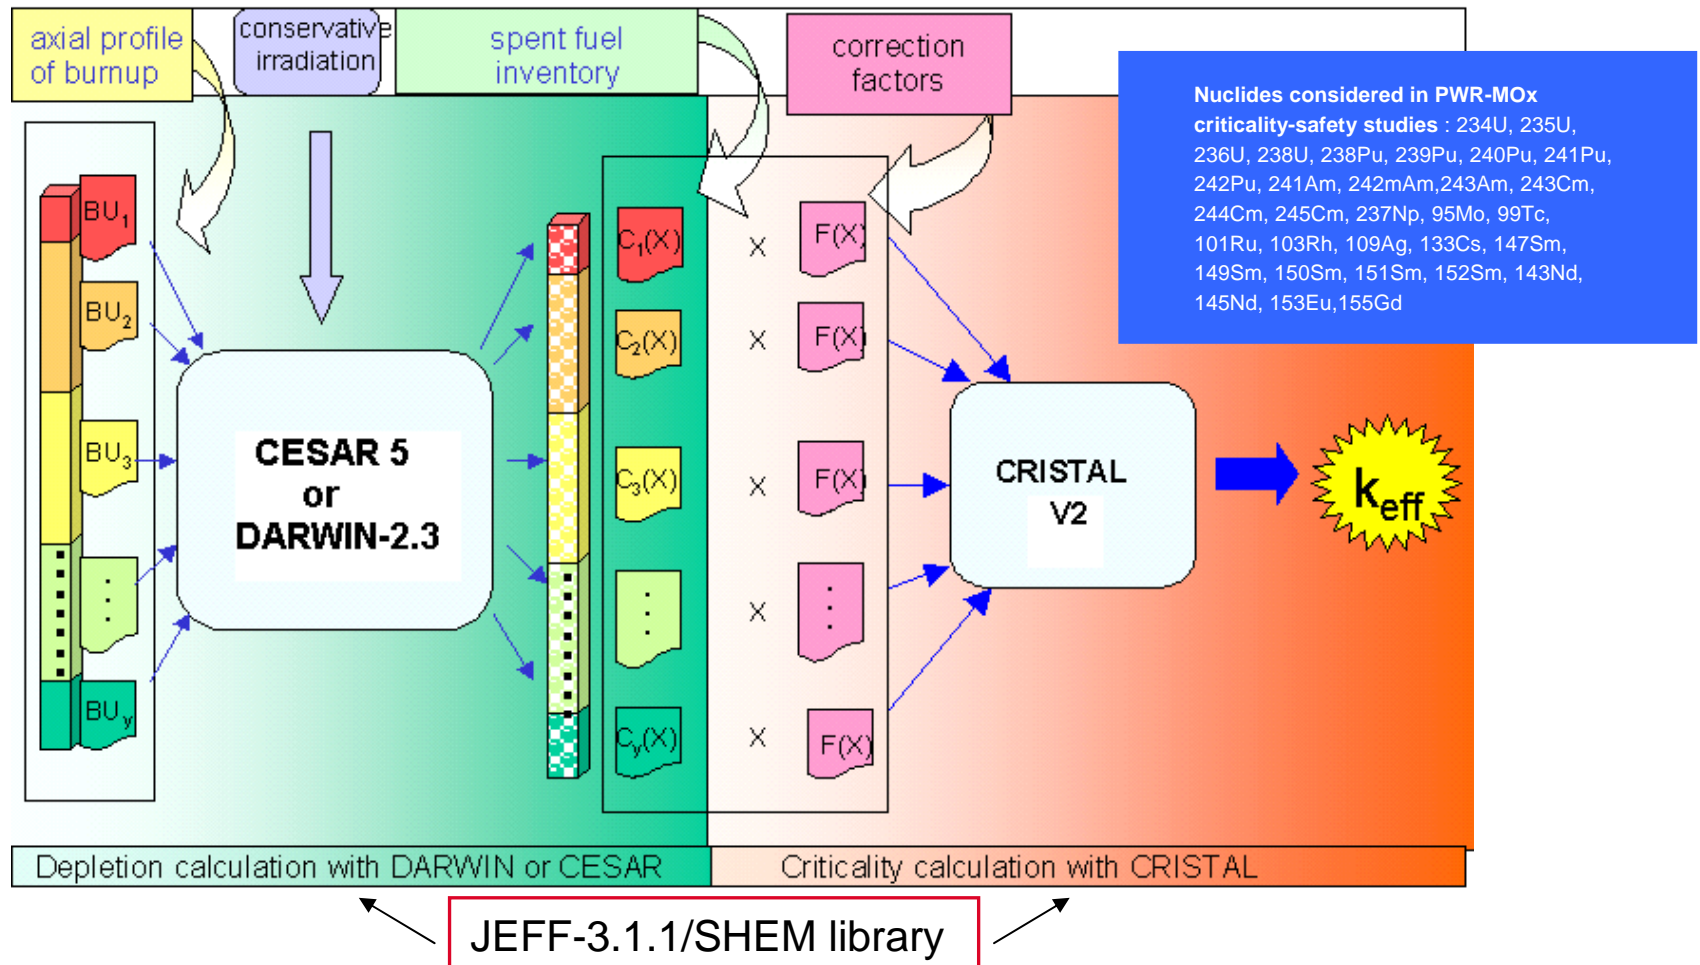 axial profile
of burnup
conservative
irradiation
spent fuel
inventory
correction
factors
Nuclides considered in PWR-MOx
criticality-safety studies : 234U, 235U,
236U, 238U, 238Pu, 239Pu, 240Pu, 241Pu,
242Pu, 241Am, 242mAm,243Am, 243Cm,
244Cm, 245Cm, 237Np, 95Mo, 99Tc,
101Ru, 103Rh, 109Ag, 133Cs, 147Sm,
149Sm, 150Sm, 151Sm, 152Sm, 143Nd,
145Nd, 153Eu,155Gd
BU1
BU2
BU3
⋮
BUy
CESAR 5
or
DARWIN-2.3
C1(X) X F(X)
C2(X) X F(X)
C3(X) X F(X)
⋮ X ⋮
Cy(X) X F(X)
CRISTAL
V2
keff
Depletion calculation with DARWIN or CESAR
Criticality calculation with CRISTAL
JEFF-3.1.1/SHEM library